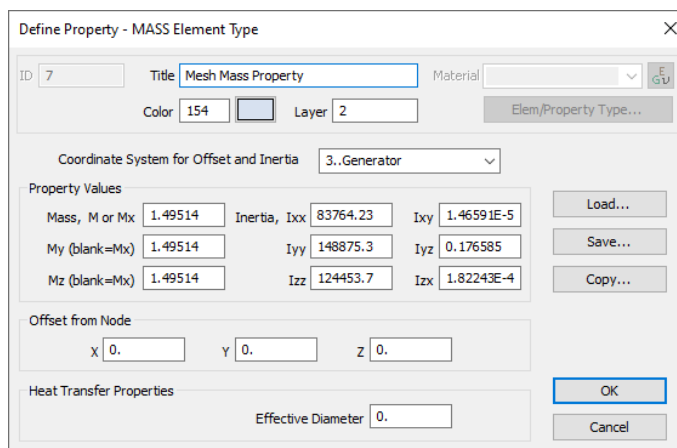 Define Property - MASS Element Type
ID 7 Title Mesh Mass Property Material E Gν
Color 154 Layer 2 Elem/Property Type...
Coordinate System for Offset and Inertia 3..Generator
Property Values
Mass, M or Mx 1.49514 Inertia, Ixx 83764.23 Ixy 1.46591E-5 Load...
My (blank=Mx) 1.49514 Iyy 148875.3 Iyz 0.176585 Save...
Mz (blank=Mx) 1.49514 Izz 124453.7 Izx 1.82243E-4 Copy...
Offset from Node
X 0. Y 0. Z 0.
Heat Transfer Properties OK
Effective Diameter 0. Cancel